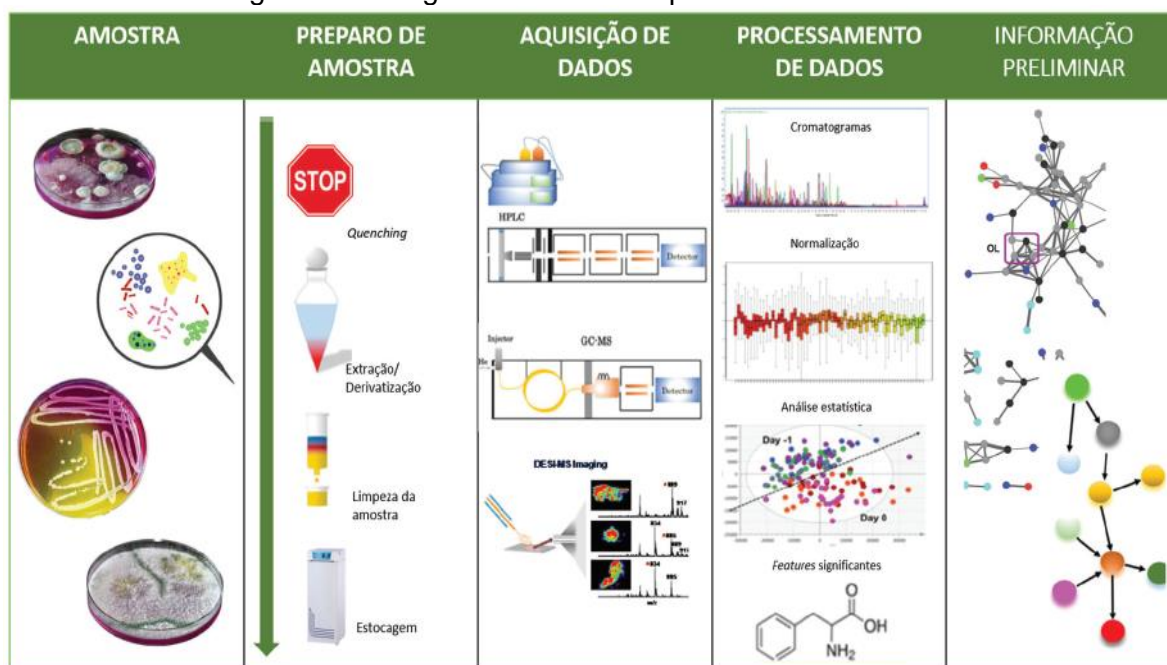 AMOSTRA
PREPARO DE
AMOSTRA
AQUISIÇÃO DE
DADOS
PROCESSAMENTO
DE DADOS
INFORMAÇÃO
PRELIMINAR
STOP
Quenching
Extração/
Derivatização
Limpeza da
amostra
Estocagem
HPLC
Detector
Injector
He
GC-MS
Detector
DESI-MS Imaging
m/z
Cromatogramas
Normalização
Análise estatística
Day -1
Day 6
Features significantes
O
OH
NH₂
OL